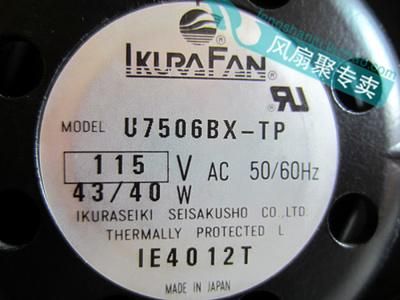 IKURAFAN
MODEL U7506BX-TP
115 V AC 50/60Hz
43/40 W
IKURASEIKI SEISAKUSHO CO.,LTD.
THERMALLY PROTECTED L
IE4012T
MADE IN JAPAN
风扇聚专卖